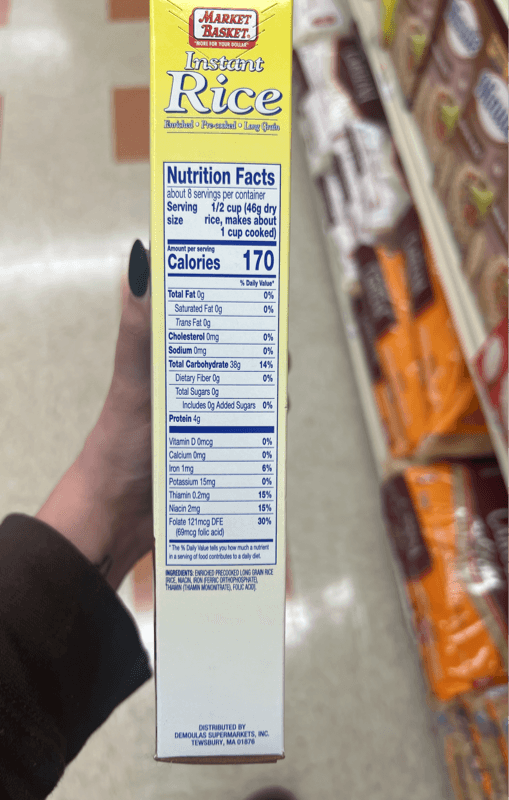 MARKET
BASKET
MORE FOR YOUR DOLLAR
Instant
Rice
Enriched • Pre-cooked • Long Grain
Nutrition Facts
about 8 servings per container
Serving size 1/2 cup (46g dry
rice, makes about
1 cup cooked)
Amount per serving
Calories 170
% Daily Value*
Total Fat 0g 0%
Saturated Fat 0g 0%
Trans Fat 0g
Cholesterol 0mg 0%
Sodium 0mg 0%
Total Carbohydrate 38g 14%
Dietary Fiber 0g 0%
Total Sugars 0g
Includes 0g Added Sugars 0%
Protein 4g
Vitamin D 0mcg 0%
Calcium 0mg 0%
Iron 1mg 6%
Potassium 15mg 0%
Thiamin 0.2mg 15%
Niacin 2mg 15%
Folate 121mcg DFE 30%
(69mcg folic acid)
*The % Daily Value tells you how much a nutrient
in a serving of food contributes to a daily diet.
INGREDIENTS: ENRICHED PRECOOKED LONG GRAIN RICE
(RICE, NIACIN, IRON (FERRIC ORTHOPHOSPHATE),
THIAMIN (THIAMIN MONONITRATE), FOLIC ACID).
DISTRIBUTED BY
DEMOULAS SUPERMARKETS, INC.
TEWSBURY, MA 01876